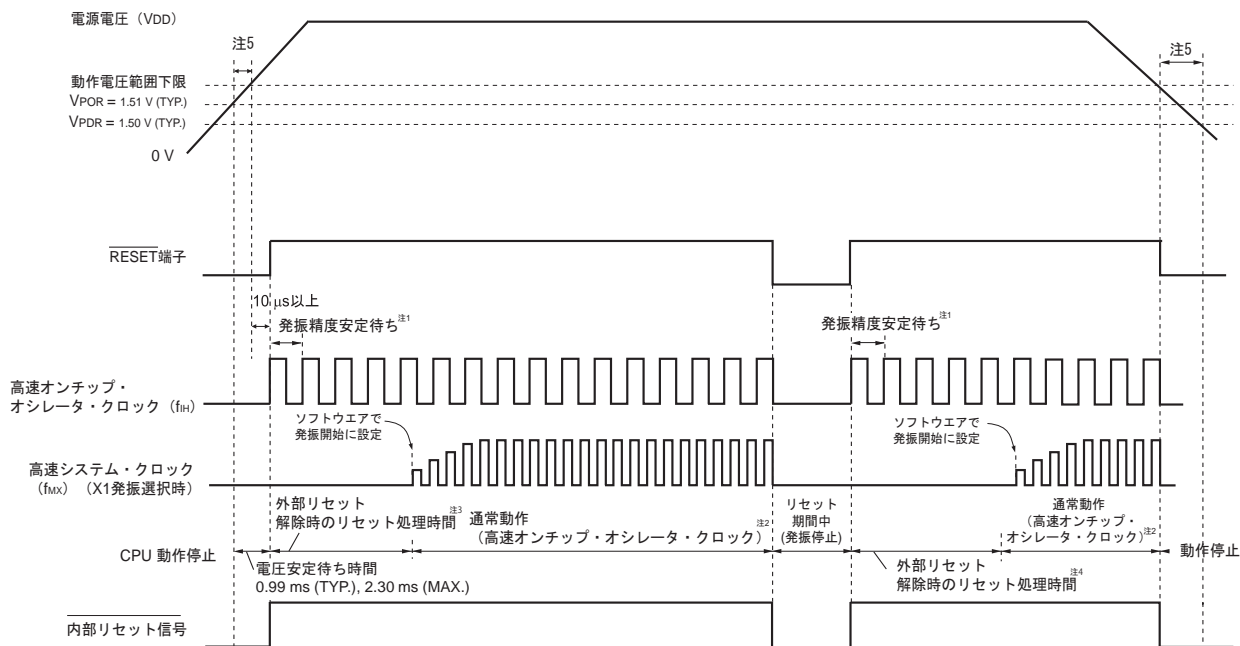 電源電圧（VDD）
注5
注5
動作電圧範囲下限
VPOR = 1.51 V (TYP.)
VPDR = 1.50 V (TYP.)
0 V
RESET端子
10 μs以上
発振精度安定待ち注1
発振精度安定待ち注1
高速オンチップ・
オシレータ・クロック（fIH）
ソフトウエアで
発振開始に設定
ソフトウエアで
発振開始に設定
高速システム・クロック
（fMX）（X1発振選択時）
外部リセット
解除時のリセット処理時間注3
通常動作
（高速オンチップ・オシレータ・クロック）注2
リセット
期間中
(発振停止)
通常動作
（高速オンチップ・
オシレータ・クロック）注2
CPU 動作停止
動作停止
電圧安定待ち時間
0.99 ms (TYP.), 2.30 ms (MAX.)
外部リセット
解除時のリセット処理時間注4
内部リセット信号